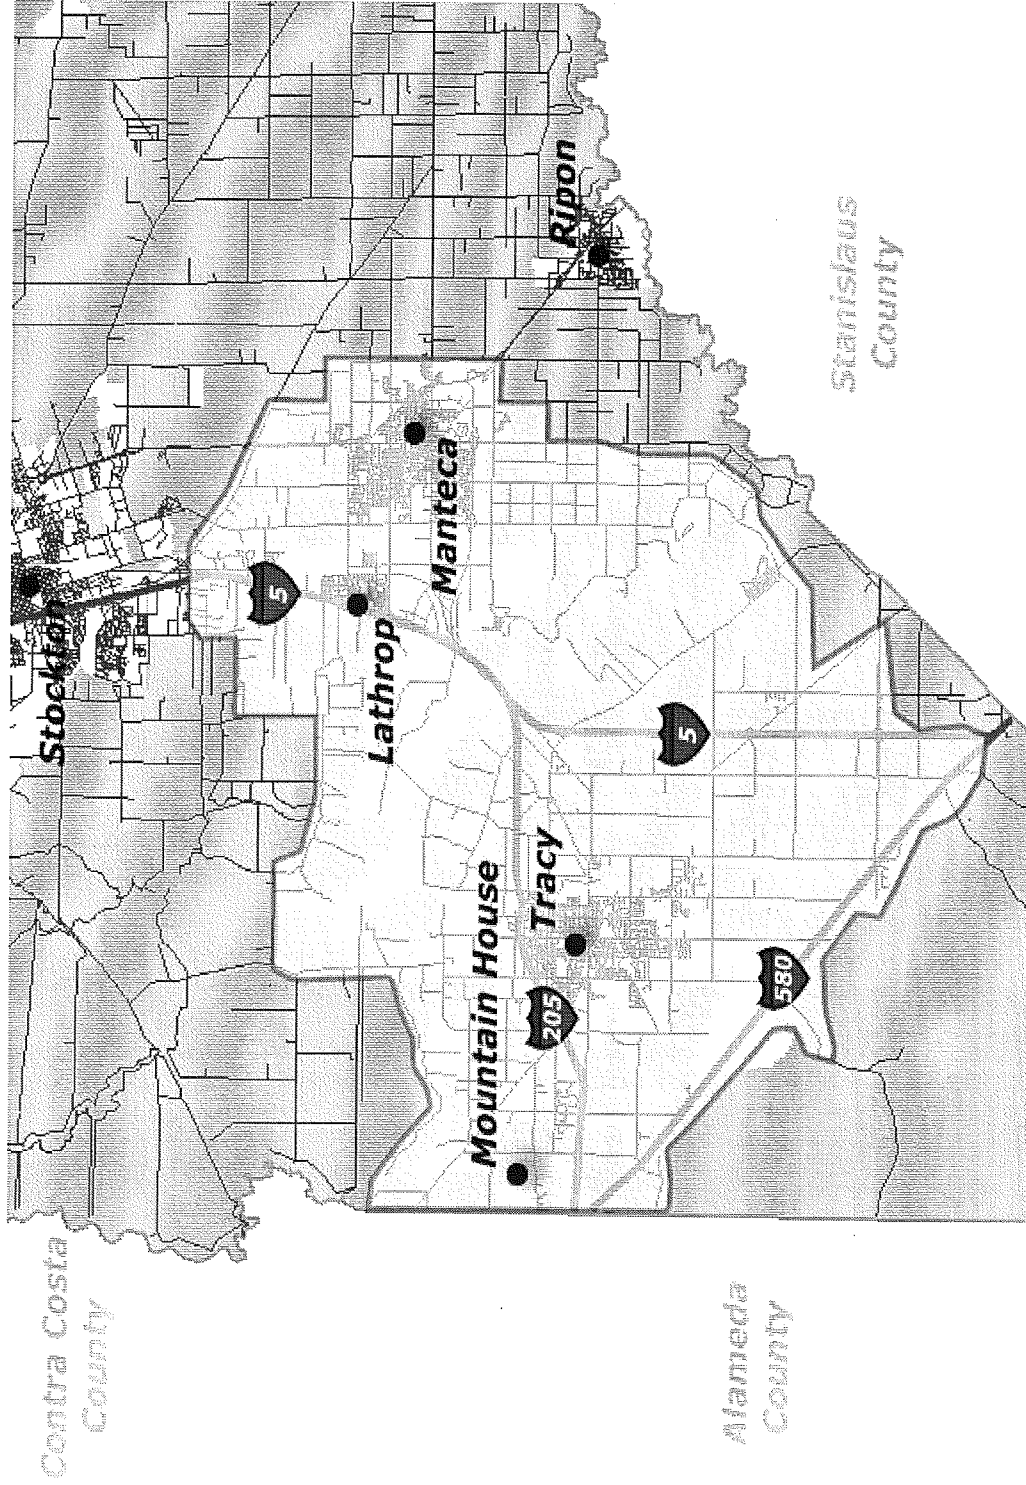 Contra Costa
County
Stockton
5
Lathrop
Manteca
Ripon
Mountain House
Tracy
205
5
580
Alameda
County
Stanislaus
County